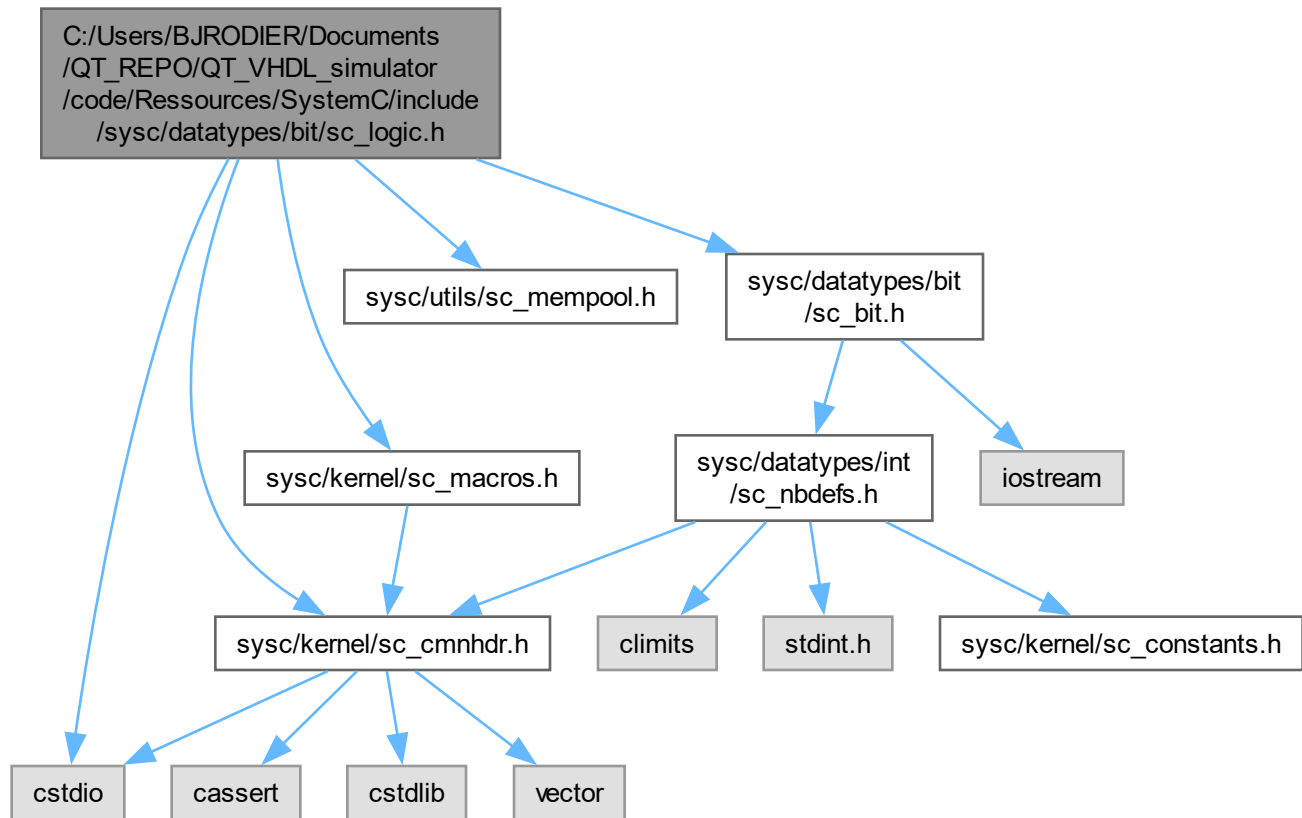 C:/Users/BJRODIER/Documents
/QT_REPO/QT_VHDL_simulator
/code/Ressources/SystemC/include
/sysc/datatypes/bit/sc_logic.h
sysc/utils/sc_mempool.h
sysc/datatypes/bit
/sc_bit.h
sysc/kernel/sc_macros.h
sysc/datatypes/int
/sc_nbdefs.h
iostream
sysc/kernel/sc_cmnhdr.h
climits
stdint.h
sysc/kernel/sc_constants.h
cstdio
cassert
cstdlib
vector